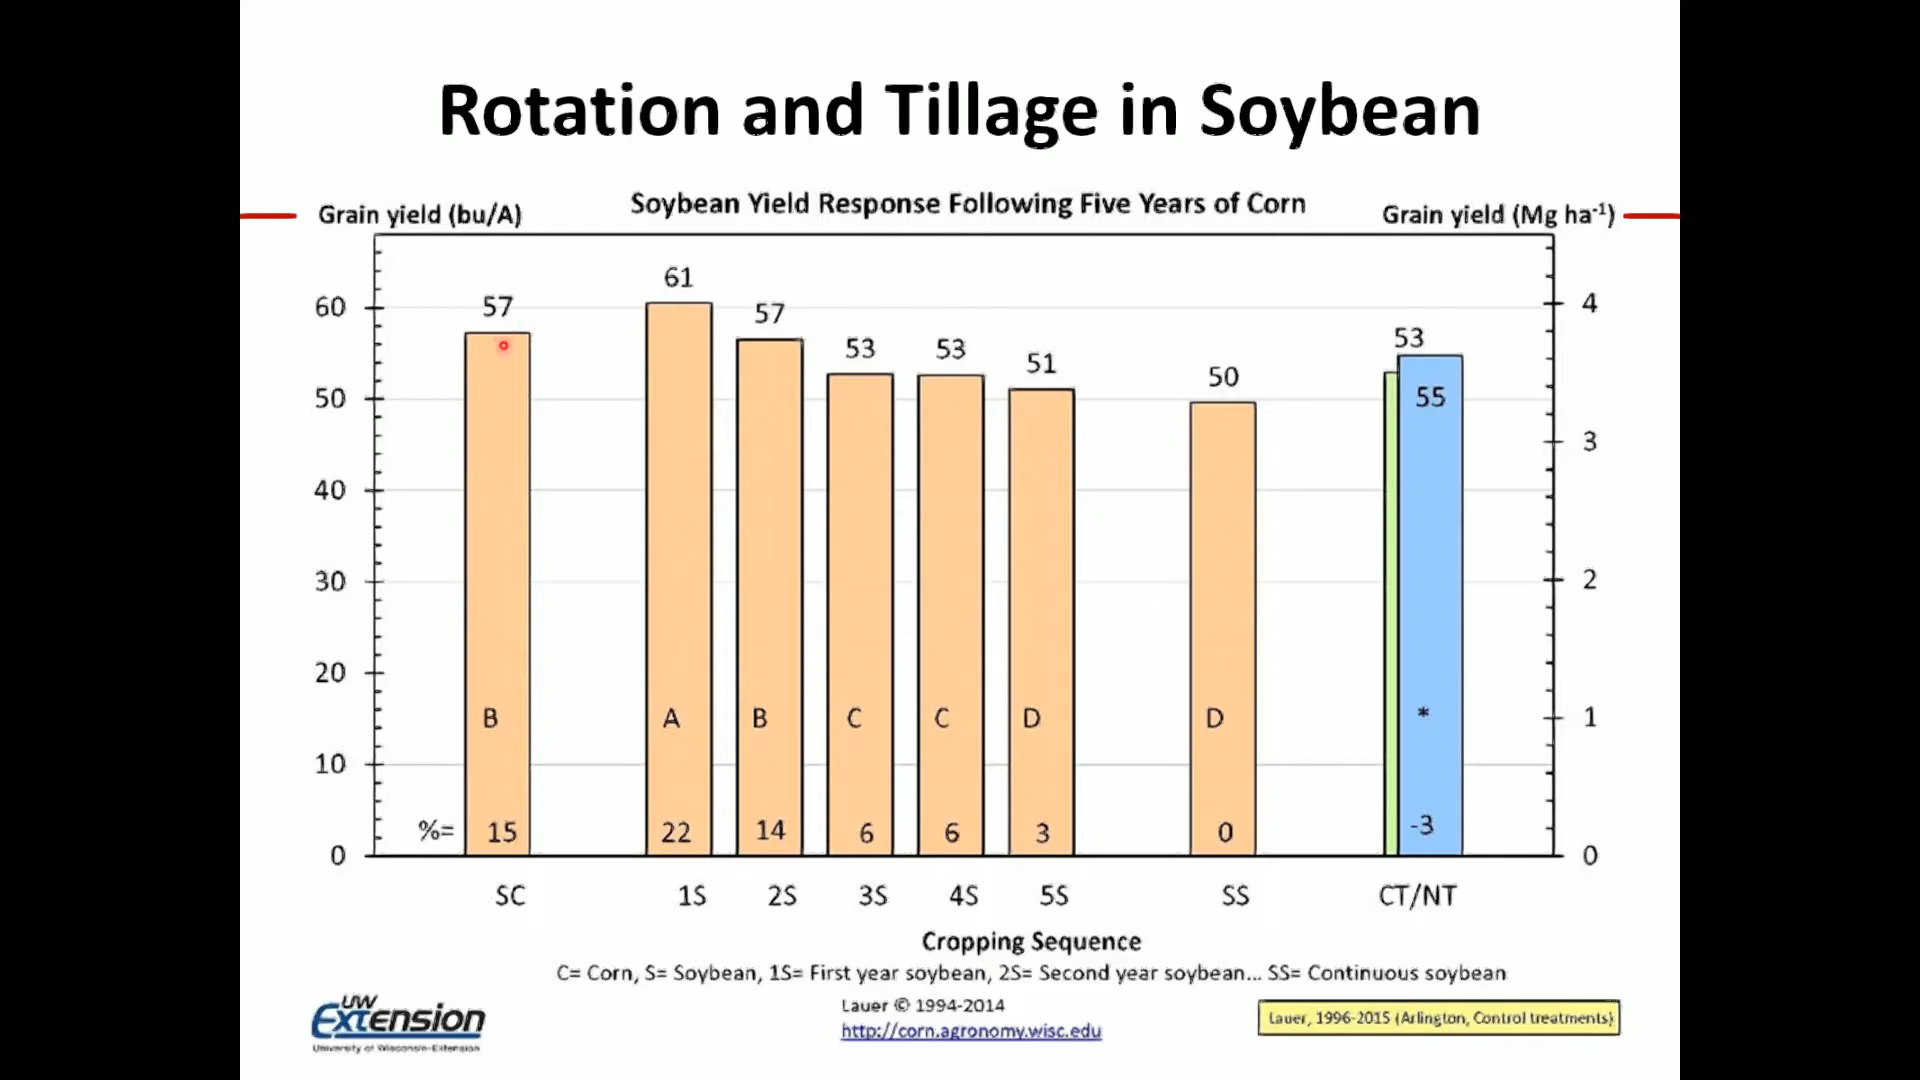 Rotation and Tillage in Soybean
Soybean Yield Response Following Five Years of Corn
Grain yield (bu/A)
Grain yield (Mg ha-1)
61
57
57
53
53
51
50
53
55
60
50
40
30
20
10
0
4
3
2
1
0
B
A
B
C
C
D
D
*
%=
15
22
14
6
6
3
0
-3
SC
1S
2S
3S
4S
5S
SS
CT/NT
Cropping Sequence
C= Corn, S= Soybean, 1S= First year soybean, 2S= Second year soybean... SS= Continuous soybean
Lauer © 1994-2014
http://corn.agronomy.wisc.edu
Lauer, 1996-2015 (Arlington, Control treatments)
UW
Extension
University of Wisconsin-Extension